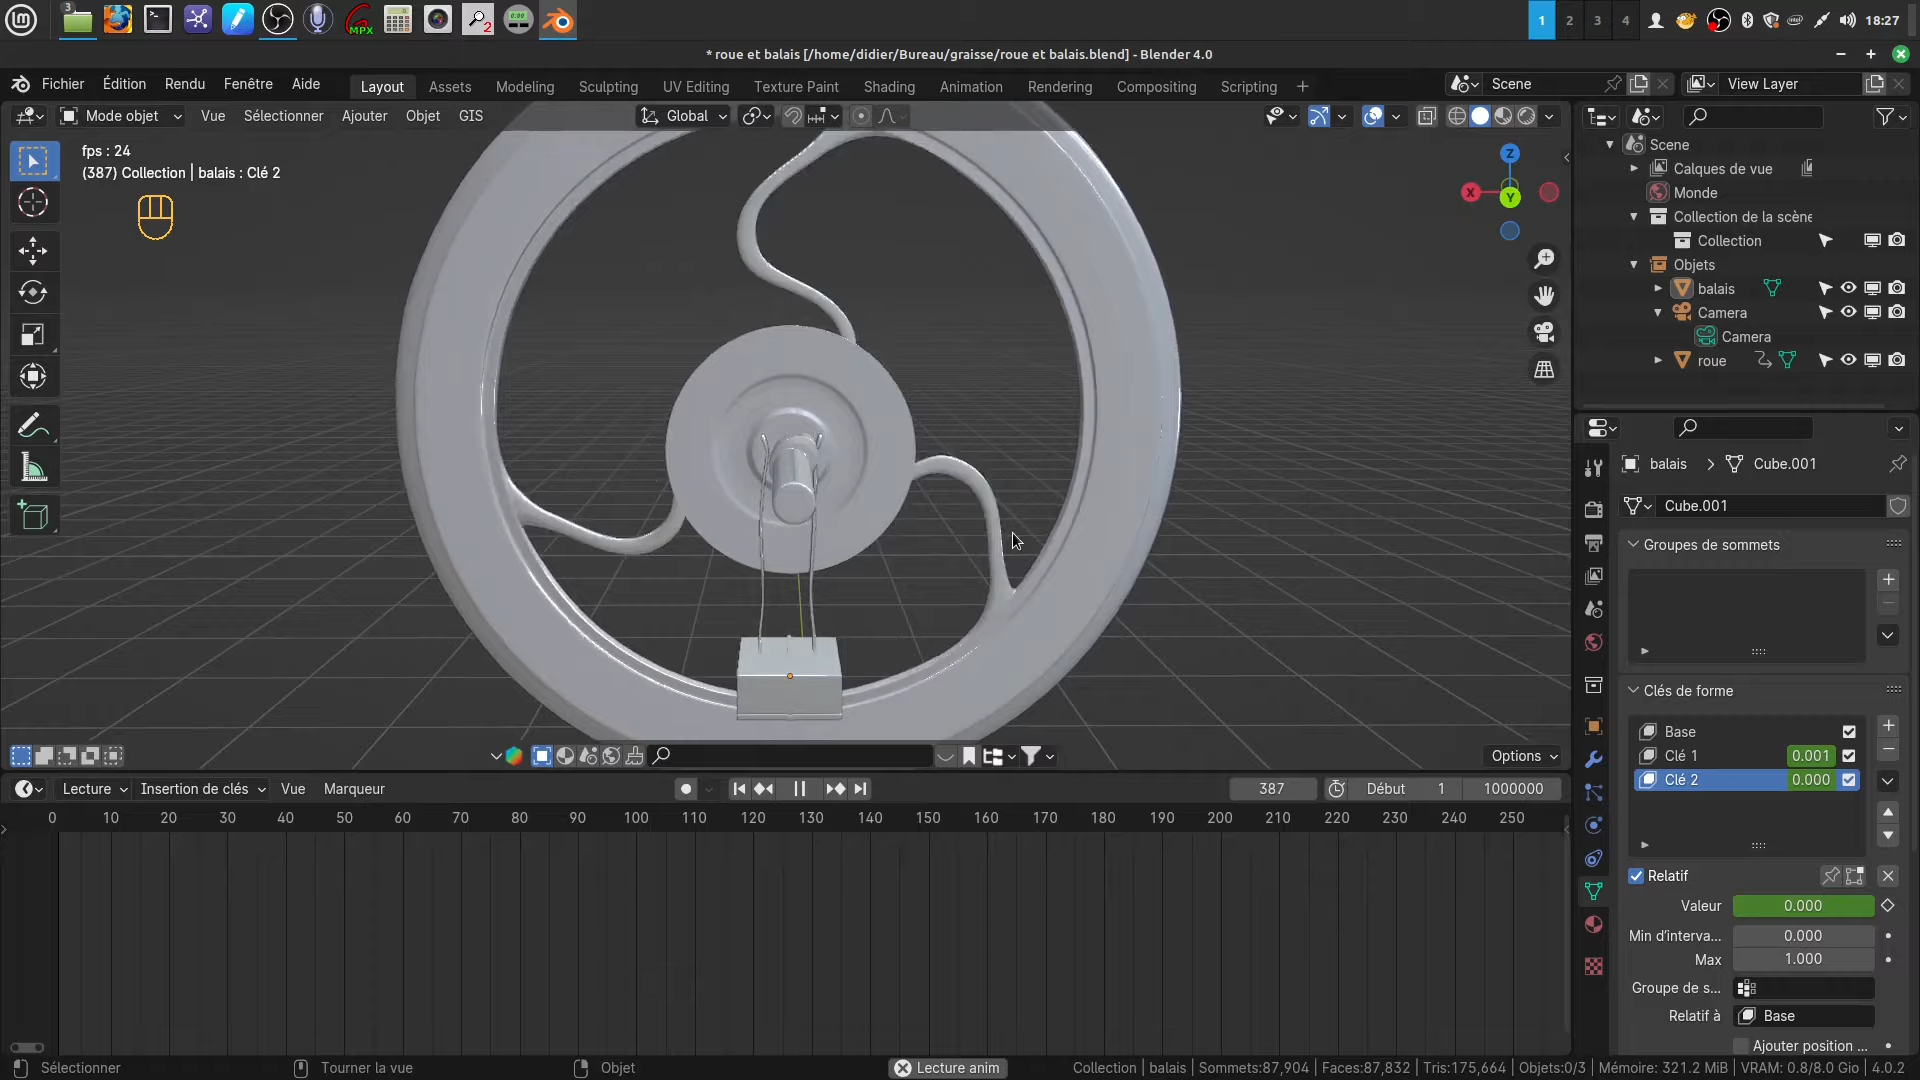 3
MPX
2
0:00
1
2
3
4
18:27
* roue et balais [/home/didier/Bureau/graisse/roue et balais.blend] - Blender 4.0
Fichier Édition Rendu Fenêtre Aide
Layout Assets Modeling Sculpting UV Editing Texture Paint Shading Animation Rendering Compositing Scripting +
Scene
View Layer
Mode objet Vue Sélectionner Ajouter Objet GIS
Global
fps : 24
(387) Collection | balais : Clé 2
Z
X
Y
Scene
Calques de vue
Monde
Collection de la scène
Collection
Objets
balais
Camera
Camera
roue
balais > Cube.001
Cube.001
Groupes de sommets
Clés de forme
Base
Clé 1 0.001
Clé 2 0.000
Relatif
Valeur 0.000
Min d'interva... 0.000
Max 1.000
Groupe de s...
Relatif à Base
Ajouter position ...
Options
Lecture Insertion de clés Vue Marqueur
387 Début 1 1000000
0 10 20 30 40 50 60 70 80 90 100 110 120 130 140 150 160 170 180 190 200 210 220 230 240 250
Sélectionner Tourner la vue Objet Lecture anim Collection | balais | Sommets:87,904 | Faces:87,832 | Tris:175,664 | Objets:0/3 | Mémoire: 321.2 MiB | VRAM: 0.8/8.0 Gio | 4.0.2